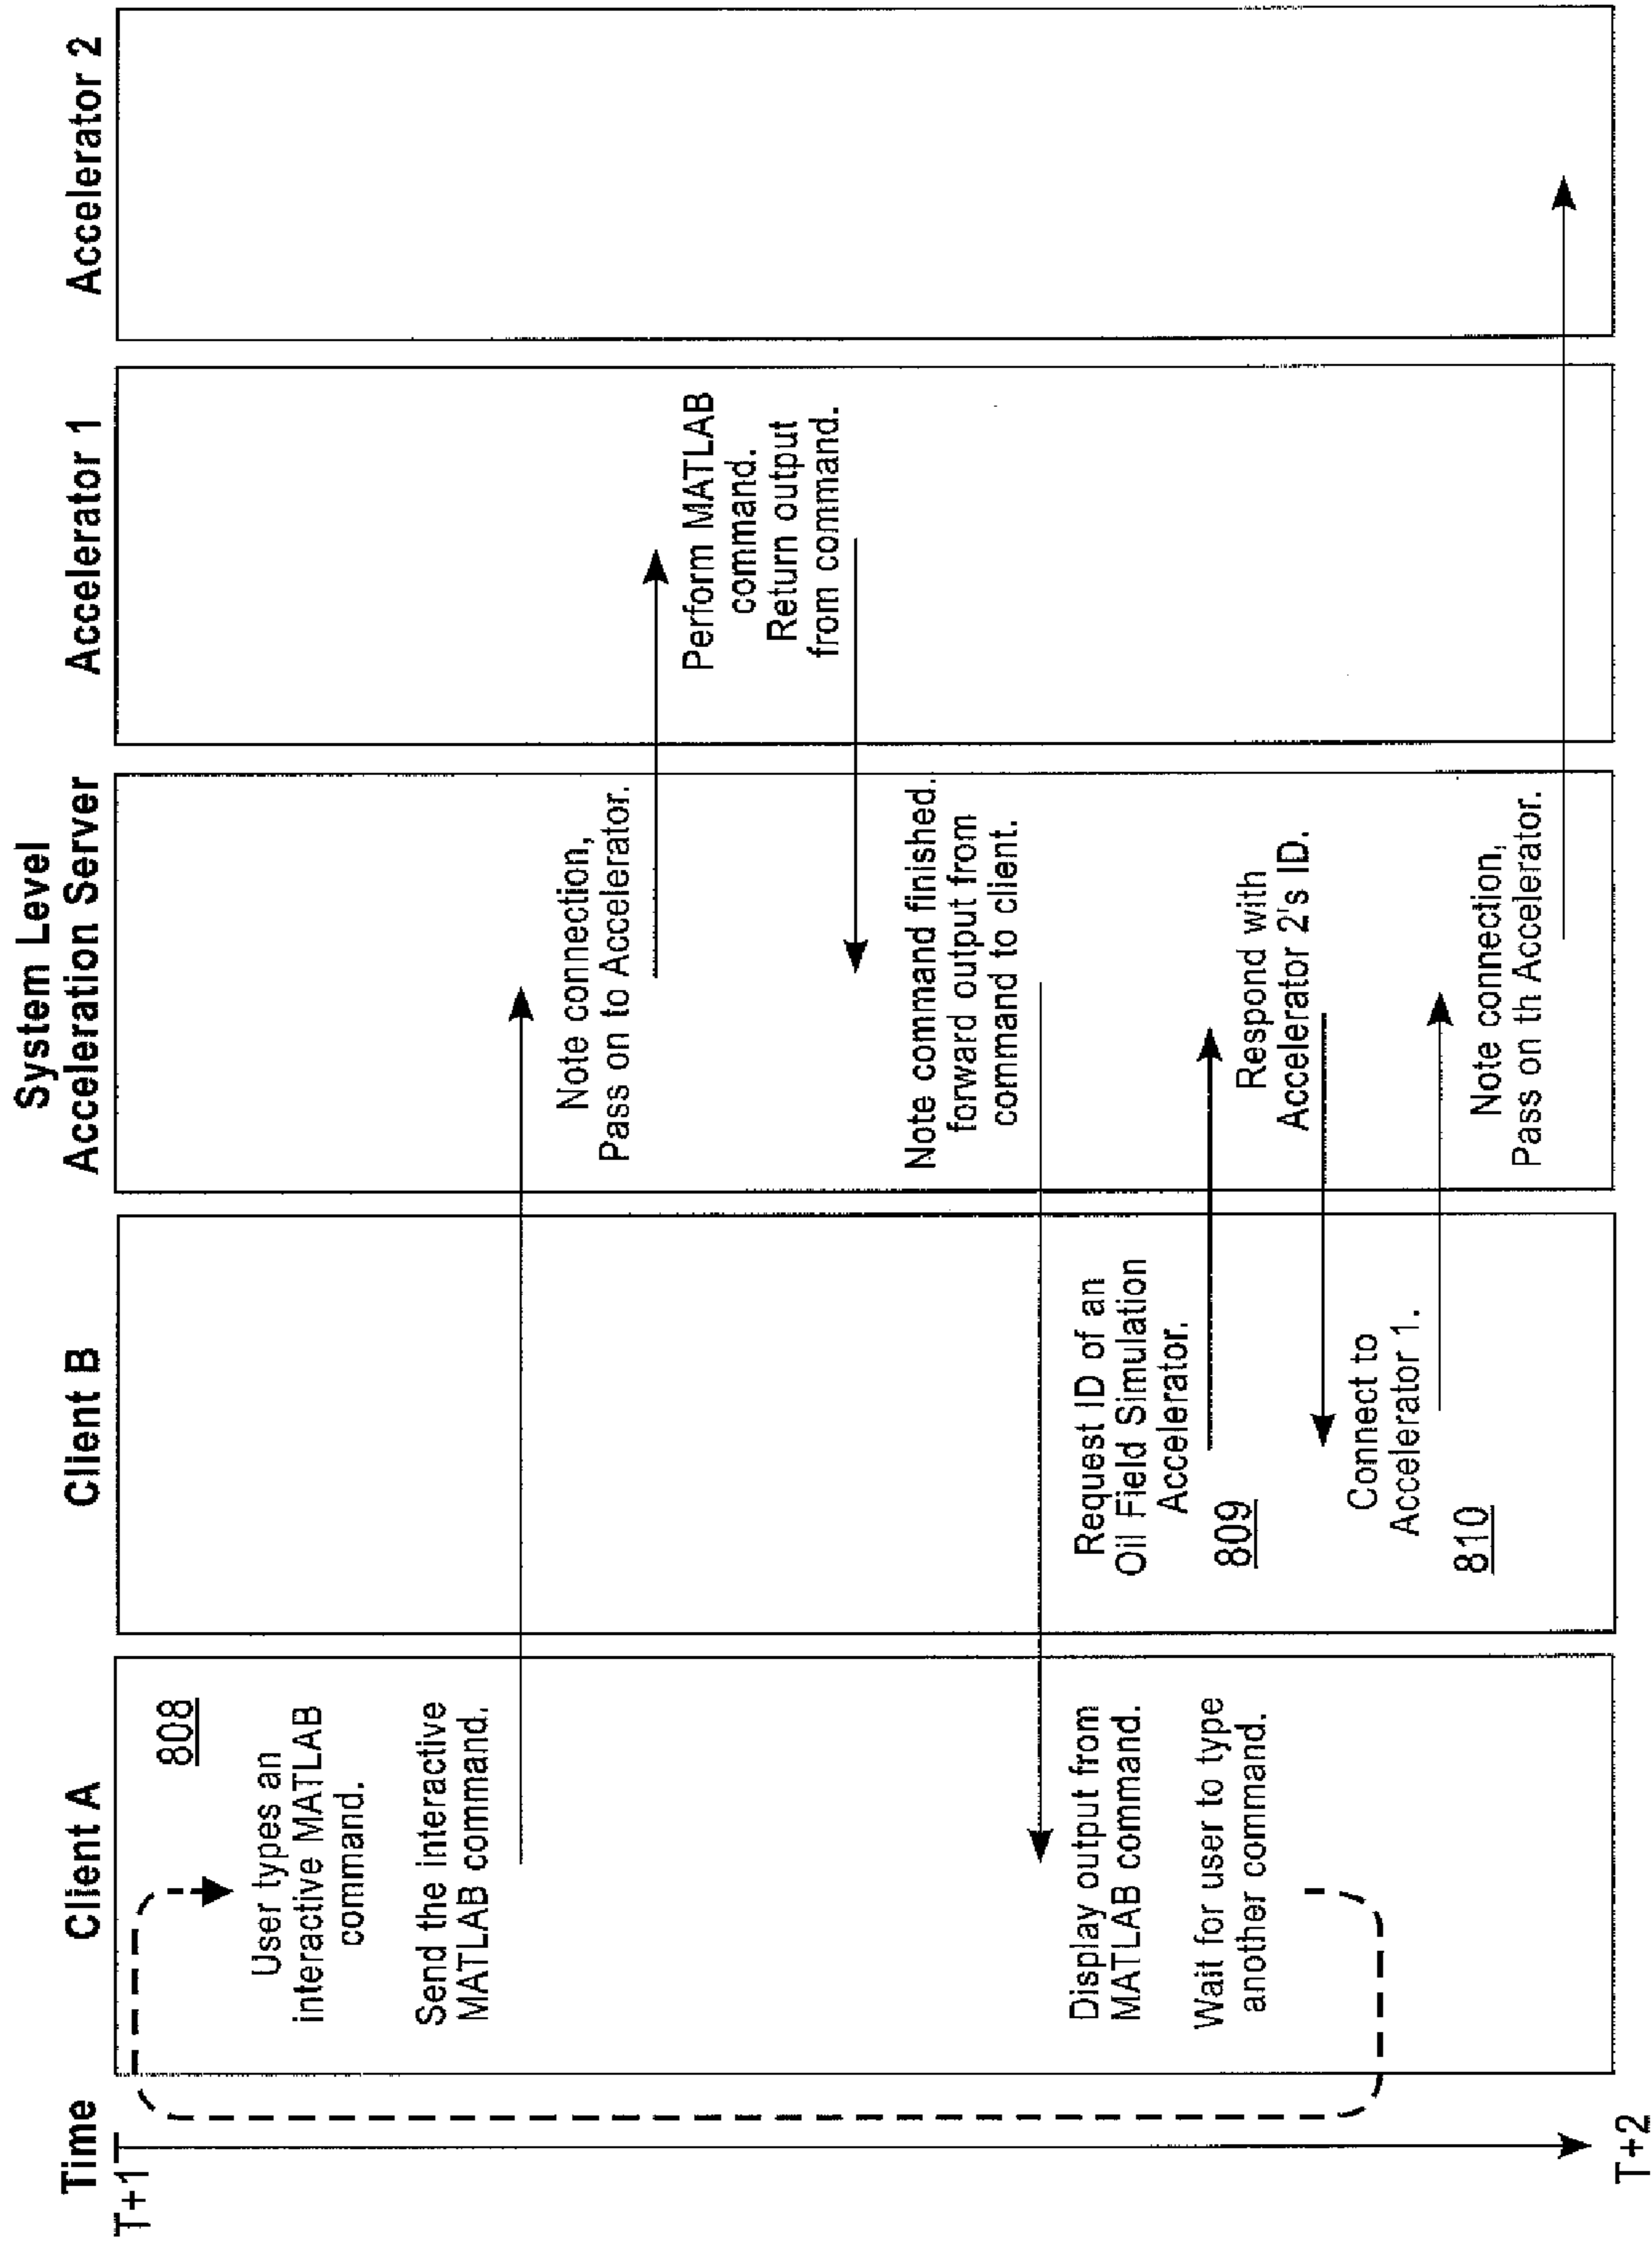 Time
T+1
T+2
Client A
808
User types an
interactive MATLAB
command.
Send the interactive
MATLAB command.
Display output from
MATLAB command.
Wait for user to type
another command.
Client B
Request ID of an
Oil Field Simulation
Accelerator.
809
Connect to
Accelerator 1.
810
System Level
Acceleration Server
Note connection,
Pass on to Accelerator.
Note command finished.
forward output from
command to client.
Respond with
Accelerator 2's ID.
Note connection,
Pass on th Accelerator.
Accelerator 1
Perform MATLAB
command.
Return output
from command.
Accelerator 2